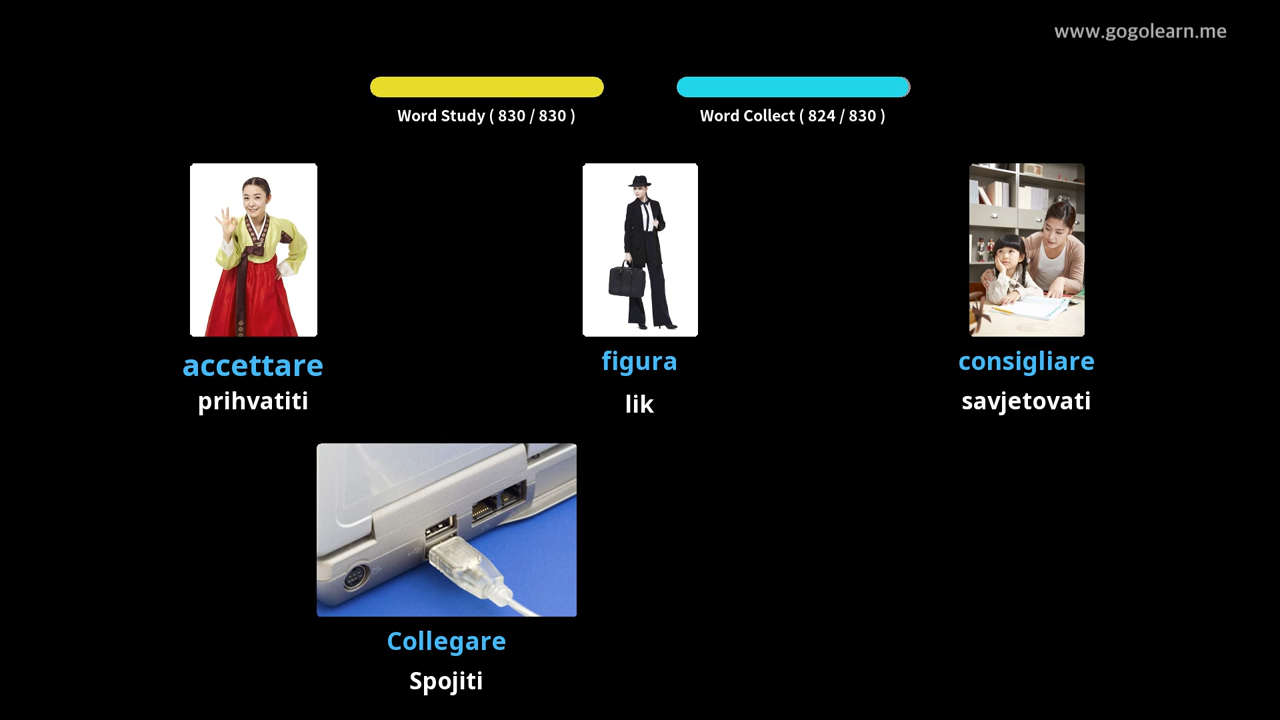 www.gogolearn.me
Word Study ( 830 / 830 )
Word Collect ( 824 / 830 )
accettare
prihvatiti
figura
lik
consigliare
savjetovati
Collegare
Spojiti